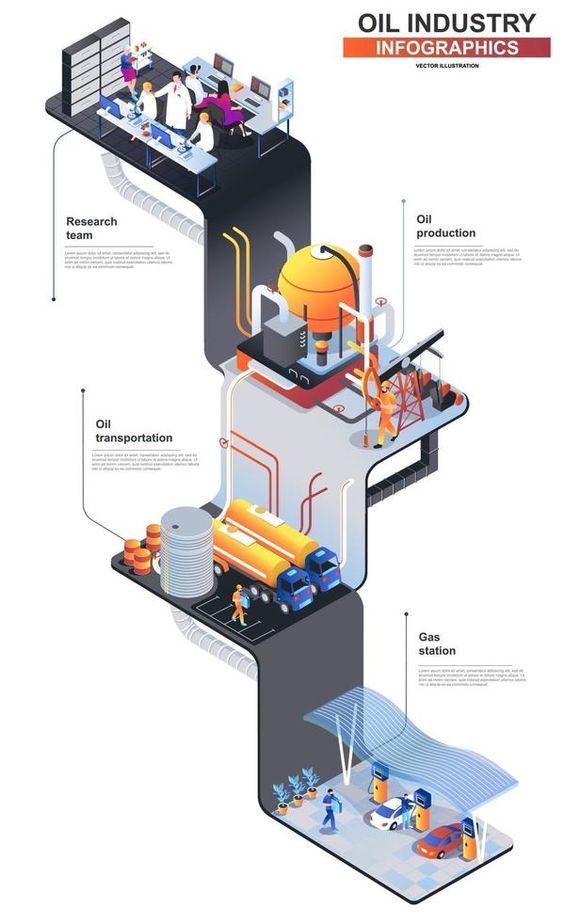 OIL INDUSTRY
INFOGRAPHICS
VECTOR ILLUSTRATION
Research
team
Lorem ipsum dolor sit amet, consectetur adipiscing elit, sed do
eiusmod tempor incididunt ut labore et dolore magna aliqua. Ut
enim ad minim veniam, quis nostrud exercitation ullamco laboris
nisi ut aliquip ex ea commodo consequat.
Oil
production
Lorem ipsum dolor sit amet, consectetur adipiscing elit, sed do
eiusmod tempor incididunt ut labore et dolore magna aliqua. Ut
enim ad minim veniam, quis nostrud exercitation ullamco laboris
nisi ut aliquip ex ea commodo consequat.
Oil
transportation
Lorem ipsum dolor sit amet, consectetur adipiscing elit, sed do
eiusmod tempor incididunt ut labore et dolore magna aliqua. Ut
enim ad minim veniam, quis nostrud exercitation ullamco laboris
nisi ut aliquip ex ea commodo consequat.
Gas
station
Lorem ipsum dolor sit amet, consectetur adipiscing elit, sed do
eiusmod tempor incididunt ut labore et dolore magna aliqua. Ut
enim ad minim veniam, quis nostrud exercitation ullamco laboris
nisi ut aliquip ex ea commodo consequat.